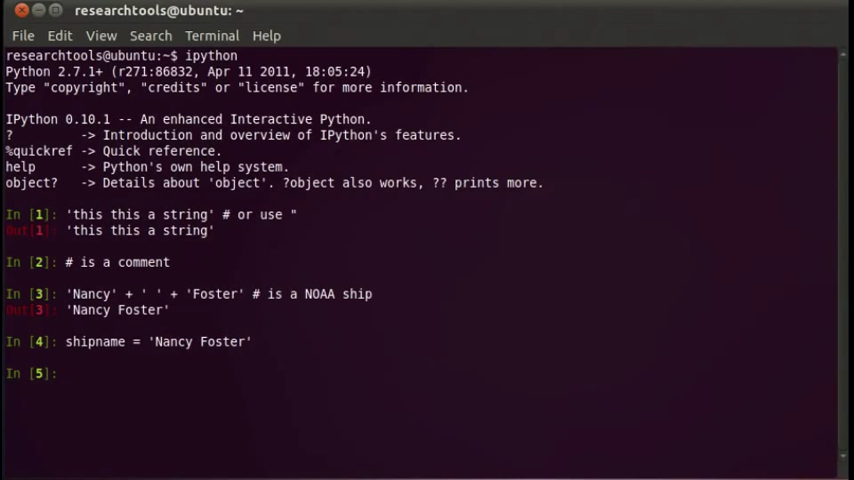 researchtools@ubuntu: ~
File Edit View Search Terminal Help
researchtools@ubuntu:~$ ipython
Python 2.7.1+ (r271:86832, Apr 11 2011, 18:05:24)
Type "copyright", "credits" or "license" for more information.
IPython 0.10.1 -- An enhanced Interactive Python.
? -> Introduction and overview of IPython's features.
%quickref -> Quick reference.
help -> Python's own help system.
object? -> Details about 'object'. ?object also works, ?? prints more.
In [1]: 'this this a string' # or use "
Out[1]: 'this this a string'
In [2]: # is a comment
In [3]: 'Nancy' + ' ' + 'Foster' # is a NOAA ship
Out[3]: 'Nancy Foster'
In [4]: shipname = 'Nancy Foster'
In [5]: